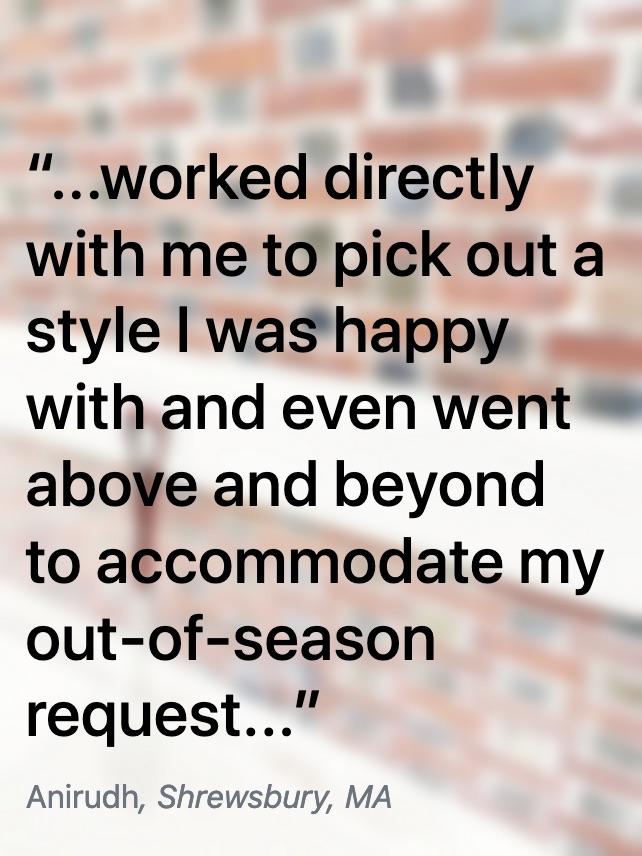 “...worked directly
with me to pick out a
style I was happy
with and even went
above and beyond
to accommodate my
out-of-season
request...”
Anirudh, Shrewsbury, MA